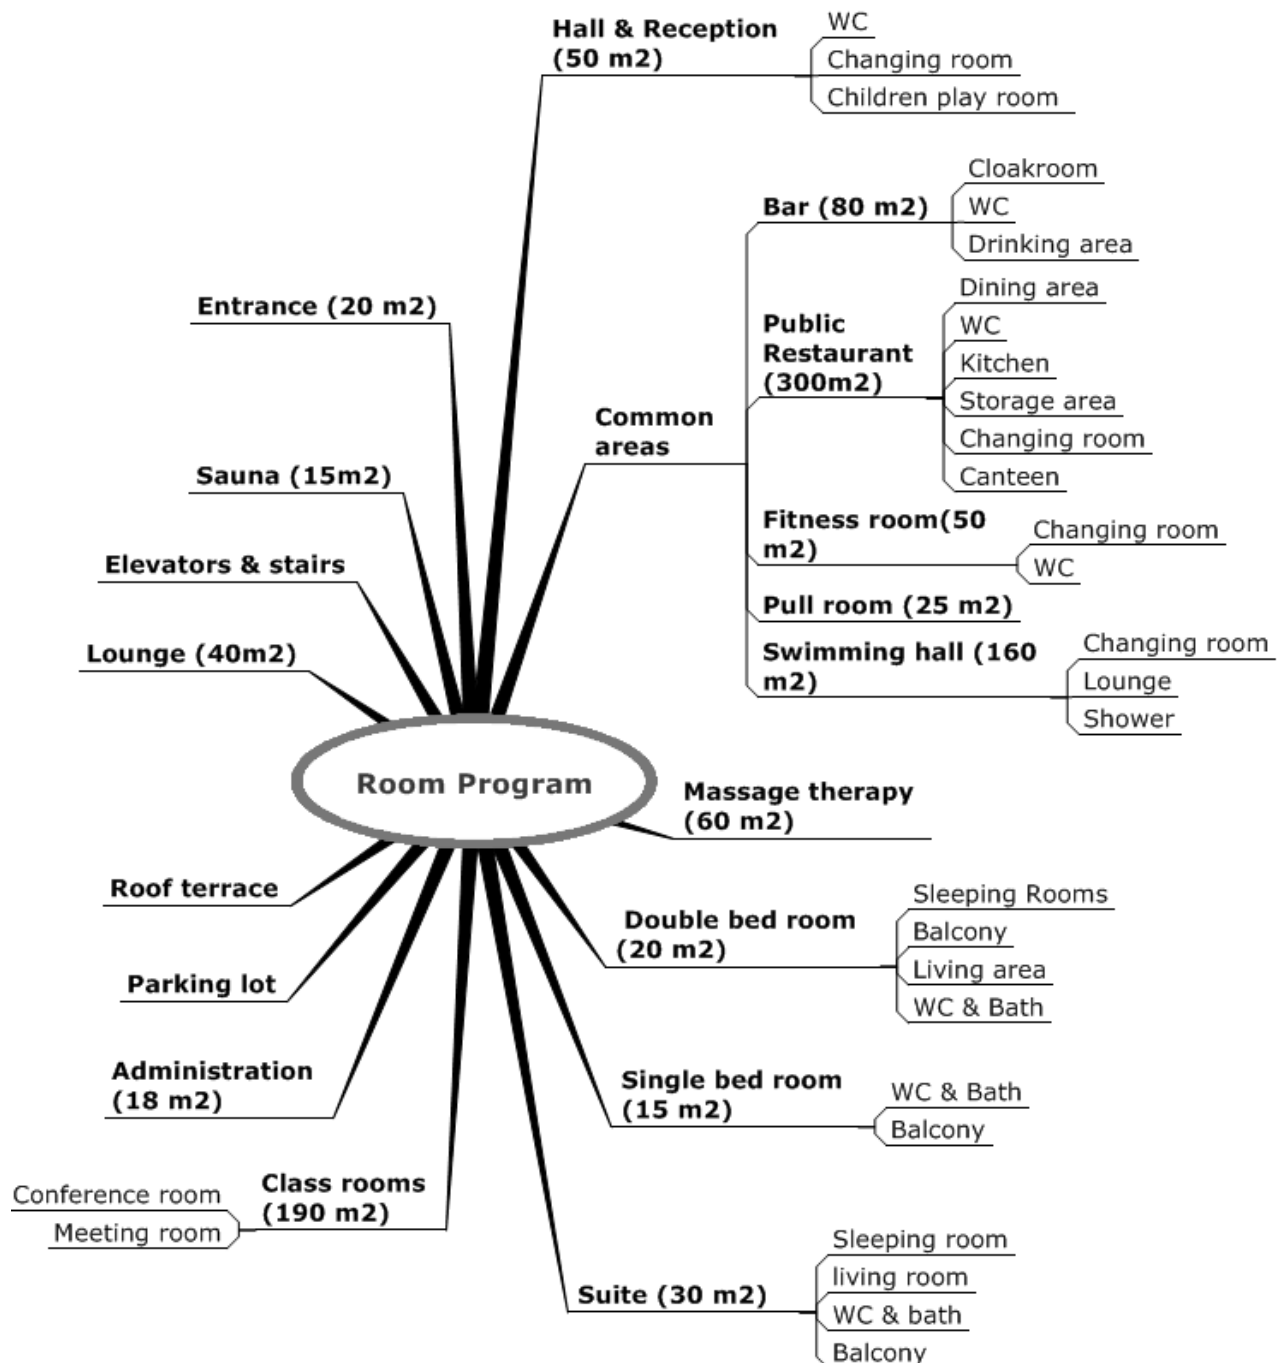 Hall & Reception
(50 m2)
WC
Changing room
Children play room
Common
areas
Bar (80 m2)
Cloakroom
WC
Drinking area
Public
Restaurant
(300m2)
Dining area
WC
Kitchen
Storage area
Changing room
Canteen
Fitness room(50
m2)
Changing room
WC
Pull room (25 m2)
Swimming hall (160
m2)
Changing room
Lounge
Shower
Entrance (20 m2)
Sauna (15m2)
Elevators & stairs
Lounge (40m2)
Room Program
Massage therapy
(60 m2)
Double bed room
(20 m2)
Sleeping Rooms
Balcony
Living area
WC & Bath
Single bed room
(15 m2)
WC & Bath
Balcony
Suite (30 m2)
Sleeping room
living room
WC & bath
Balcony
Roof terrace
Parking lot
Administration
(18 m2)
Class rooms
(190 m2)
Conference room
Meeting room